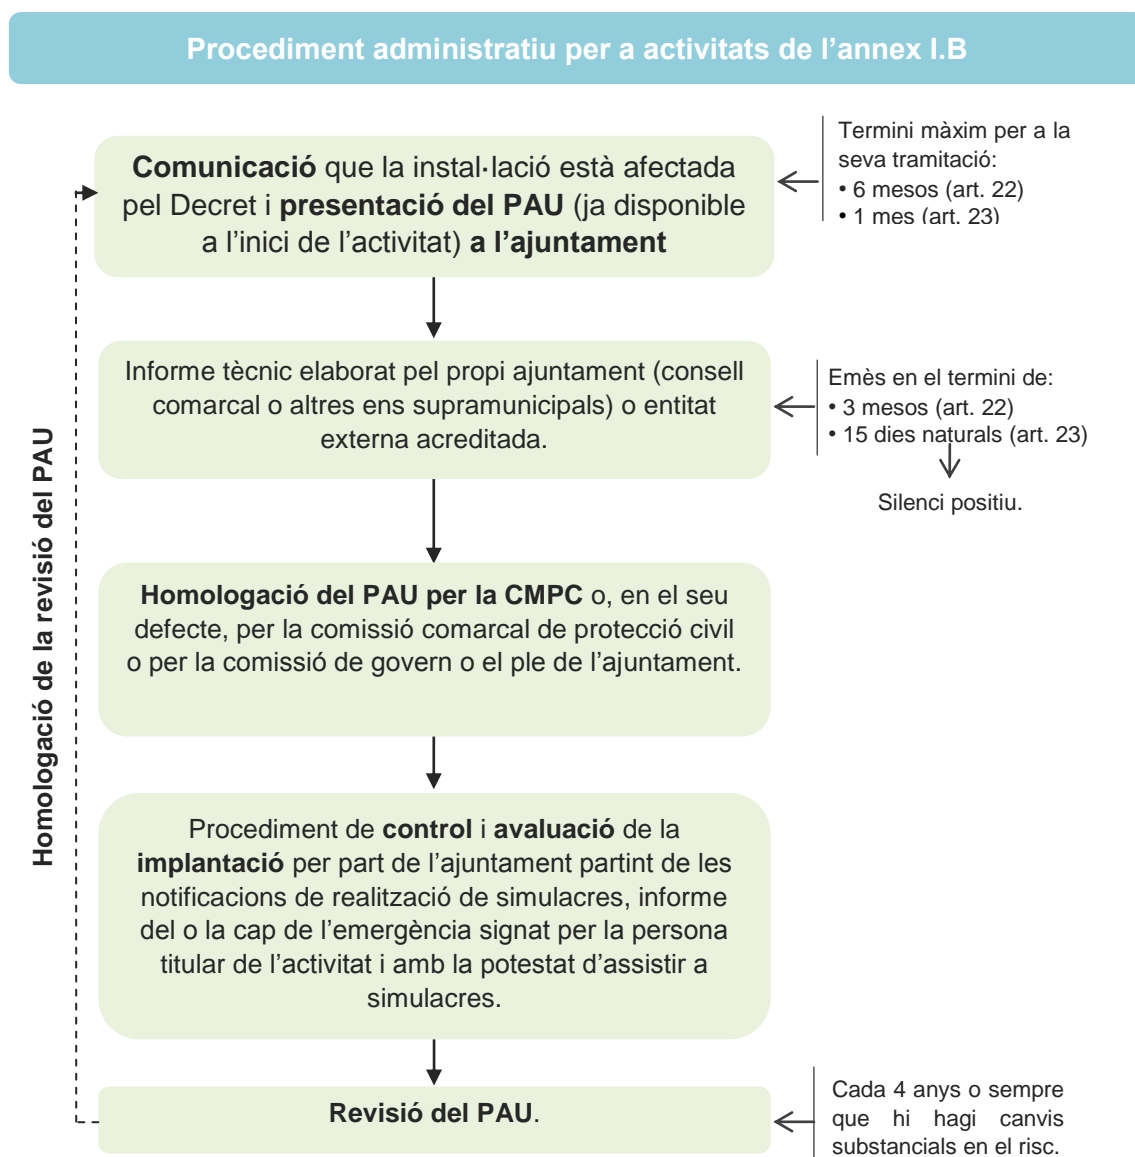 Procediment administratiu per a activitats de l’annex I.B
Comunicació que la instal·lació està afectada
pel Decret i presentació del PAU (ja disponible
a l’inici de l’activitat) a l’ajuntament
Termini màxim per a la
seva tramitació:
• 6 mesos (art. 22)
• 1 mes (art. 23)
Informe tècnic elaborat pel propi ajuntament (consell
comarcal o altres ens supramunicipals) o entitat
externa acreditada.
Emès en el termini de:
• 3 mesos (art. 22)
• 15 dies naturals (art. 23)
Silenci positiu.
Homologació del PAU per la CMPC o, en el seu
defecte, per la comissió comarcal de protecció civil
o per la comissió de govern o el ple de l’ajuntament.
Procediment de control i avaluació de la
implantació per part de l’ajuntament partint de les
notificacions de realització de simulacres, informe
del o la cap de l’emergència signat per la persona
titular de l’activitat i amb la potestat d’assistir a
simulacres.
Revisió del PAU.
Cada 4 anys o sempre
que hi hagi canvis
substancials en el risc.
Homologació de la revisió del PAU